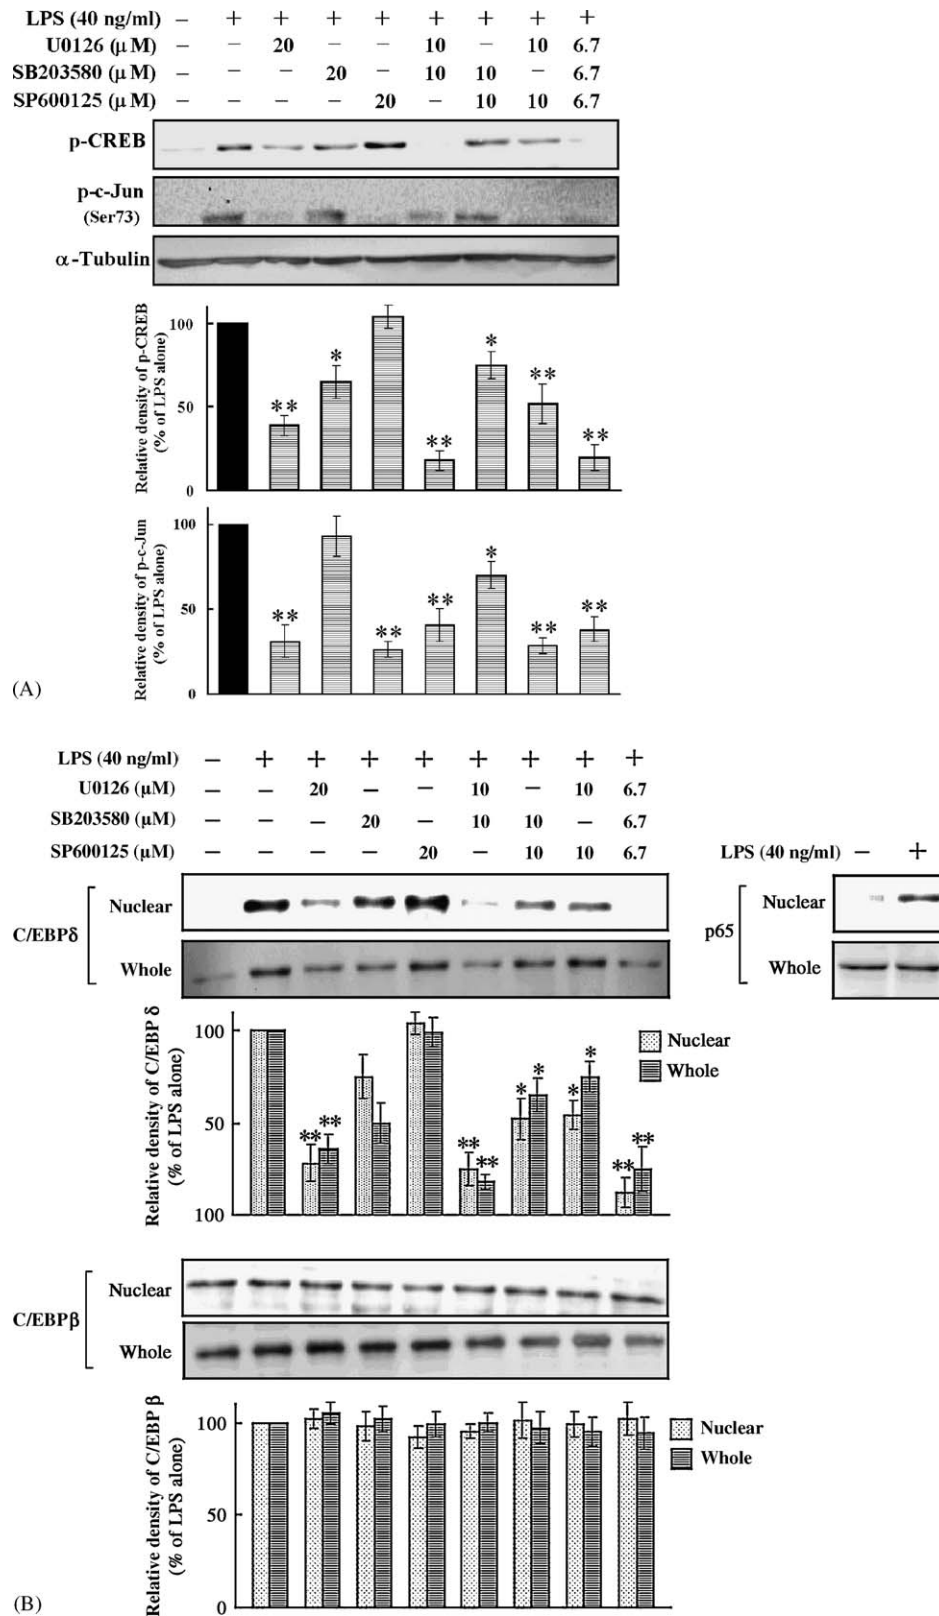 LPS (40 ng/ml) – + + + + + + + +
U0126 (μM) – – 20 – – 10 – 10 6.7
SB203580 (μM) – – – 20 – 10 10 – 6.7
SP600125 (μM) – – – – 20 – 10 10 6.7
p-CREB
p-c-Jun
(Ser73)
α-Tubulin
Relative density of p-CREB
(% of LPS alone)
100
50
0
** * ** * ** **
Relative density of p-c-Jun
(% of LPS alone)
100
50
0
** ** ** * ** **
(A)
LPS (40 ng/ml) – + + + + + + + +
U0126 (μM) – – 20 – – 10 – 10 6.7
SB203580 (μM) – – – 20 – 10 10 – 6.7
SP600125 (μM) – – – – 20 – 10 10 6.7
C/EBPδ
Nuclear
Whole
LPS (40 ng/ml) – +
p65
Nuclear
Whole
Relative density of C/EBP δ
(% of LPS alone)
100
50
100
** ** ** ** * * * * ** **
Nuclear
Whole
C/EBPβ
Nuclear
Whole
Relative density of C/EBP β
(% of LPS alone)
100
50
0
Nuclear
Whole
(B)